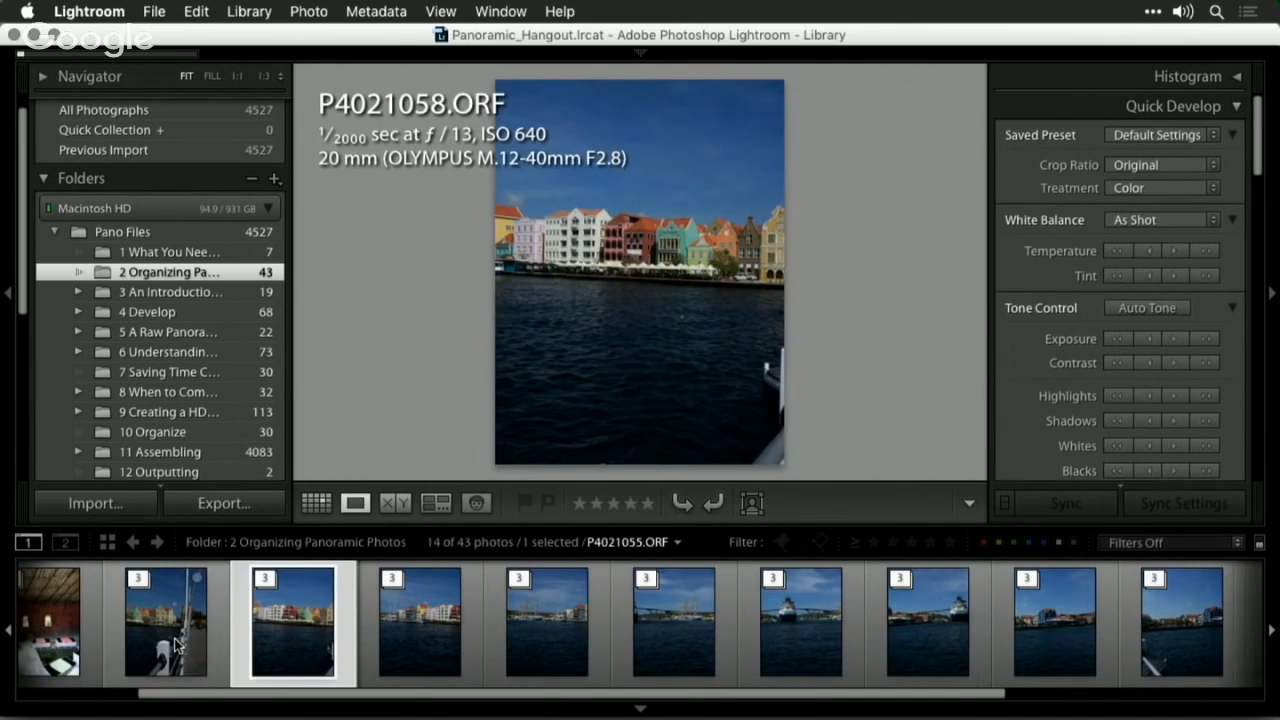 Lightroom File Edit Library Photo Metadata View Window Help
Google
Panoramic_Hangout.lrcat - Adobe Photoshop Lightroom - Library
Navigator FIT FILL 1:1 1:3
All Photographs 4527
Quick Collection + 0
Previous Import 4527
Folders
Macintosh HD 94.9 / 931 GB
Pano Files 4527
1 What You Nee... 7
2 Organizing Pa... 43
3 An Introductio... 19
4 Develop 68
5 A Raw Panora... 22
6 Understandin... 73
7 Saving Time C... 30
8 When to Com... 32
9 Creating a HD... 113
10 Organize 30
11 Assembling 4083
12 Outputting 2
Import... Export...
P4021058.ORF
1/2000 sec at ƒ / 13, ISO 640
20 mm (OLYMPUS M.12-40mm F2.8)
X Y
Histogram
Quick Develop
Saved Preset Default Settings
Crop Ratio Original
Treatment Color
White Balance As Shot
Temperature
Tint
Tone Control Auto Tone
Exposure
Contrast
Highlights
Shadows
Whites
Blacks
Sync Sync Settings
1 2 Folder : 2 Organizing Panoramic Photos 14 of 43 photos / 1 selected / P4021055.ORF Filter : Filters Off
3 3 3 3 3 3 3 3 3